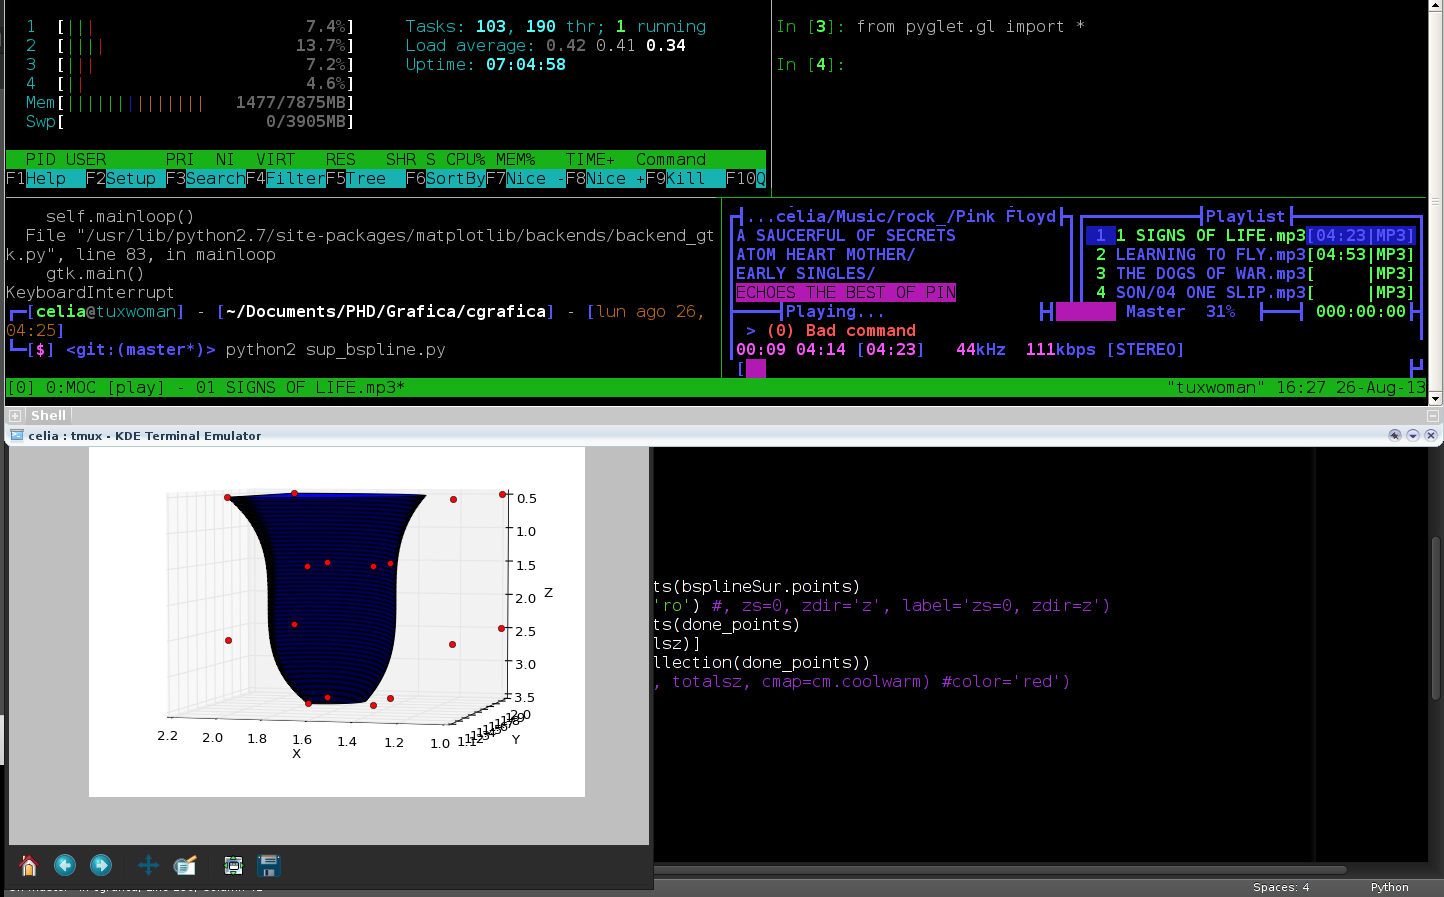 1 [|||| 7.4%]
2 [||||| 13.7%]
3 [|||| 7.2%]
4 [|| 4.6%]
Mem[||||||||||||||| 1477/7875MB]
Swp[ 0/3905MB]
Tasks: 103, 190 thr; 1 running
Load average: 0.42 0.41 0.34
Uptime: 07:04:58
PID USER PRI NI VIRT RES SHR S CPU% MEM% TIME+ Command
F1Help F2Setup F3SearchF4FilterF5Tree F6SortByF7Nice -F8Nice +F9Kill F10Q
In [3]: from pyglet.gl import *
In [4]:
self.mainloop()
File "/usr/lib/python2.7/site-packages/matplotlib/backends/backend_gt
k.py", line 83, in mainloop
gtk.main()
KeyboardInterrupt
[celia@tuxwoman] - [~/Documents/PHD/Grafica/cgrafica] - [lun ago 26,
04:25]
[$] <git:(master*)> python2 sup_bspline.py
...celia/Music/rock_/Pink Floyd
A SAUCERFUL OF SECRETS
ATOM HEART MOTHER/
EARLY SINGLES/
ECHOES THE BEST OF PIN
Playlist
1 1 SIGNS OF LIFE.mp3[04:23|MP3]
2 LEARNING TO FLY.mp3[04:53|MP3]
3 THE DOGS OF WAR.mp3[ |MP3]
4 SON/04 ONE SLIP.mp3[ |MP3]
Playing... Master 31% 000:00:00
> (0) Bad command
00:09 04:14 [04:23] 44kHz 111kbps [STEREO]
[
[0] 0:MOC [play] - 01 SIGNS OF LIFE.mp3* "tuxwoman" 16:27 26-Aug-13
Shell
celia : tmux - KDE Terminal Emulator
0.5
1.0
1.5
2.0
2.5
3.0
3.5
Z
2.2 2.0 1.8 1.6 1.4 1.2 1.0
X
Y
ts(bsplineSur.points)
'ro') #, zs=0, zdir='z', label='zs=0, zdir=z')
ts(done_points)
lsz)]
llection(done_points))
, totalsz, cmap=cm.coolwarm) #color='red')
Spaces: 4 Python